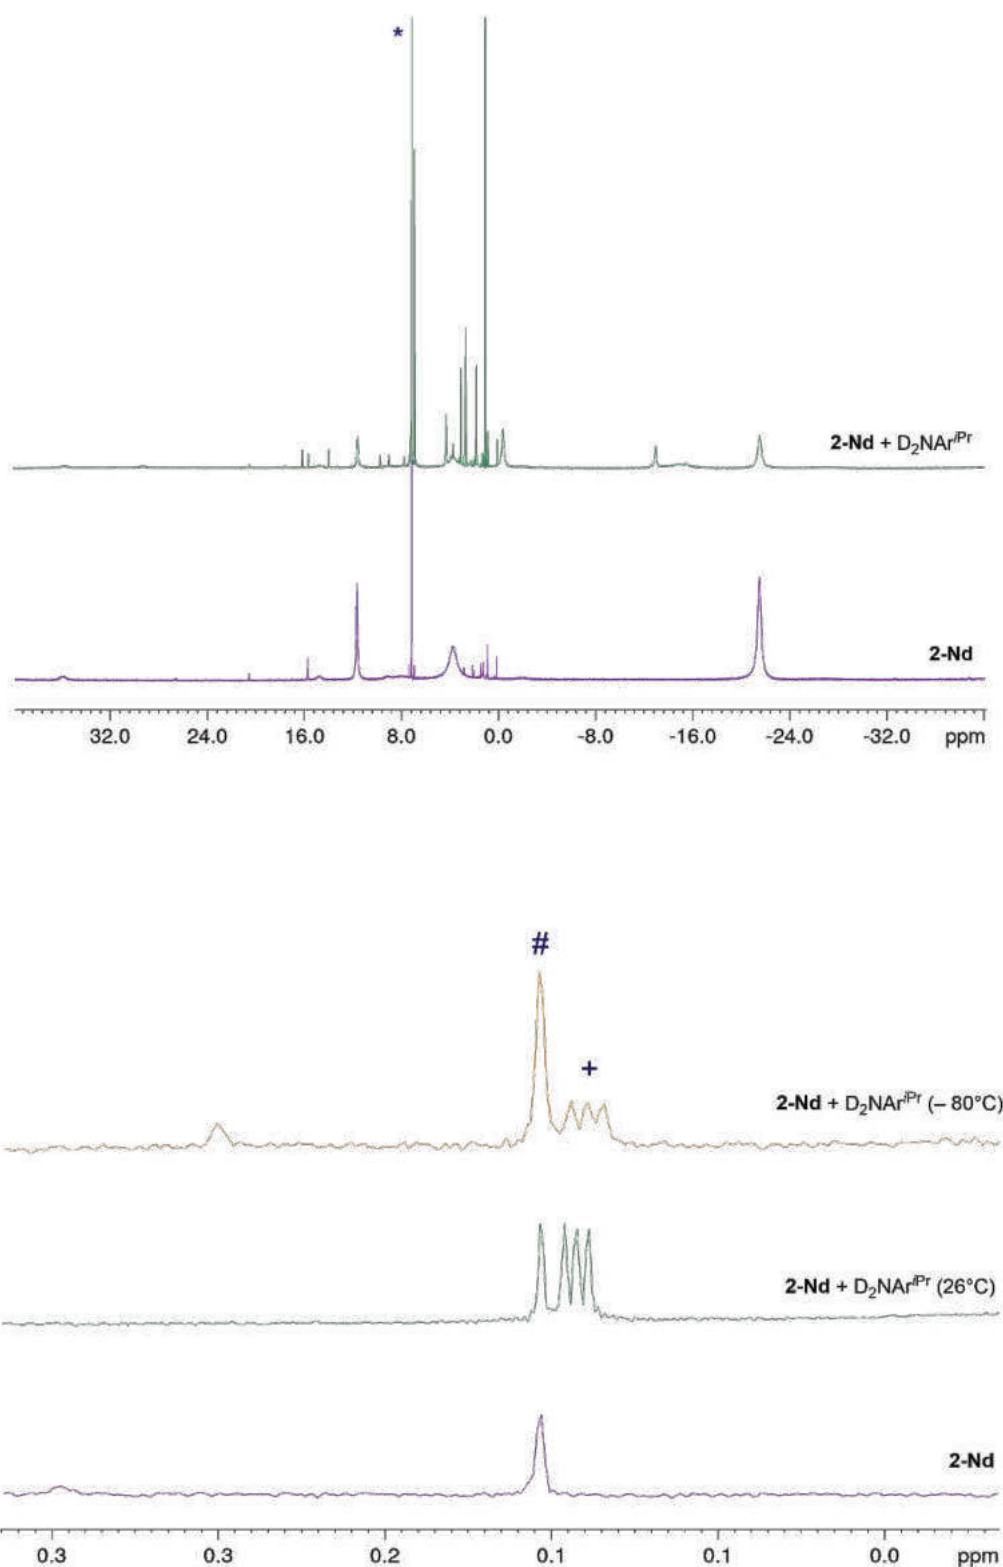 *
2-Nd + D₂NArⁱᴾʳ
2-Nd
32.0 24.0 16.0 8.0 0.0 -8.0 -16.0 -24.0 -32.0 ppm
#
+
2-Nd + D₂NArⁱᴾʳ (– 80°C)
2-Nd + D₂NArⁱᴾʳ (26°C)
2-Nd
0.3 0.3 0.2 0.1 0.1 0.0 ppm